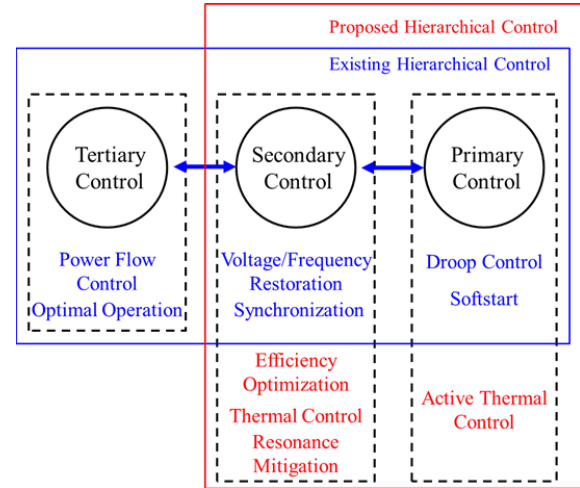 Proposed Hierarchical Control
Existing Hierarchical Control
Tertiary
Control
Secondary
Control
Primary
Control
Power Flow
Control
Optimal Operation
Voltage/Frequency
Restoration
Synchronization
Droop Control
Softstart
Efficiency
Optimization
Thermal Control
Resonance
Mitigation
Active Thermal
Control